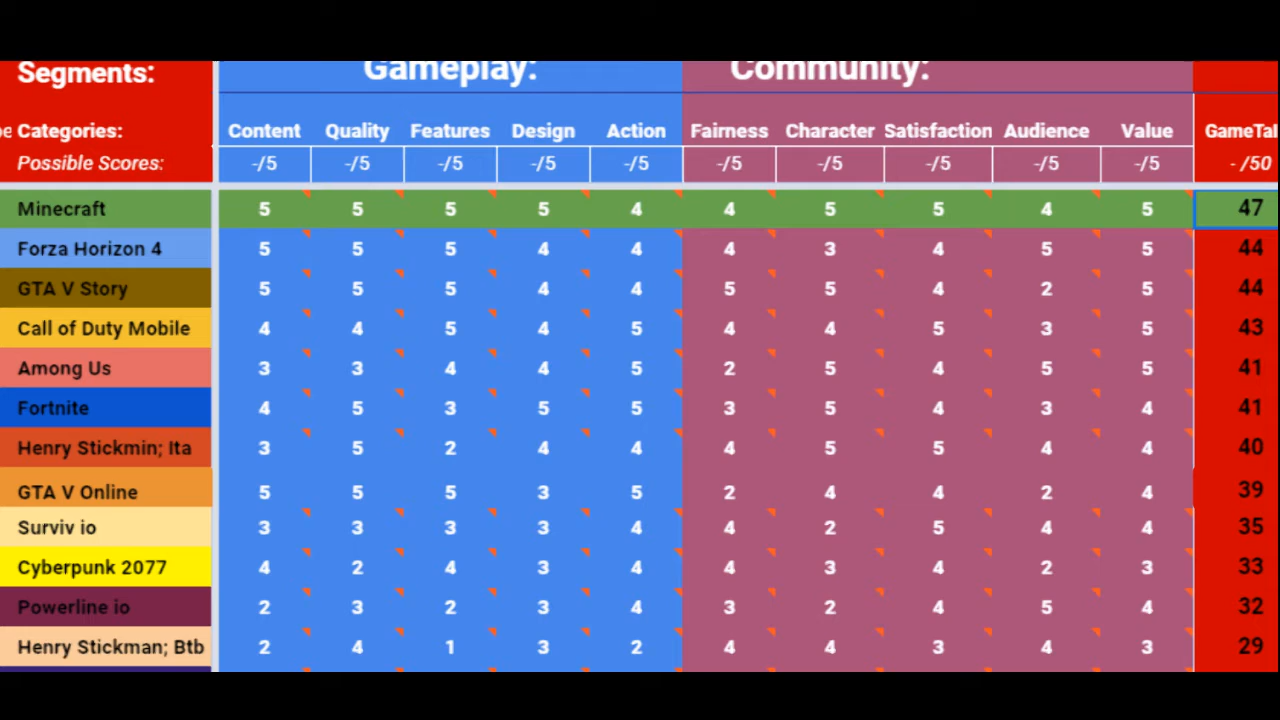 Segments: Gameplay: Community:
Categories: Content Quality Features Design Action Fairness Character Satisfaction Audience Value GameTal
Possible Scores: -/5 -/5 -/5 -/5 -/5 -/5 -/5 -/5 -/5 -/5 - /50
Minecraft 5 5 5 5 4 4 5 5 4 5 47
Forza Horizon 4 5 5 5 4 4 4 3 4 5 5 44
GTA V Story 5 5 5 4 4 5 5 4 2 5 44
Call of Duty Mobile 4 4 5 4 5 4 4 5 3 5 43
Among Us 3 3 4 4 5 2 5 4 5 5 41
Fortnite 4 5 3 5 5 3 5 4 3 4 41
Henry Stickmin; Ita 3 5 2 4 4 4 5 5 4 4 40
GTA V Online 5 5 5 3 5 2 4 4 2 4 39
Surviv io 3 3 3 3 4 4 2 5 4 4 35
Cyberpunk 2077 4 2 4 3 4 4 3 4 2 3 33
Powerline io 2 3 2 3 4 3 2 4 5 4 32
Henry Stickman; Btb 2 4 1 3 2 4 4 3 4 3 29